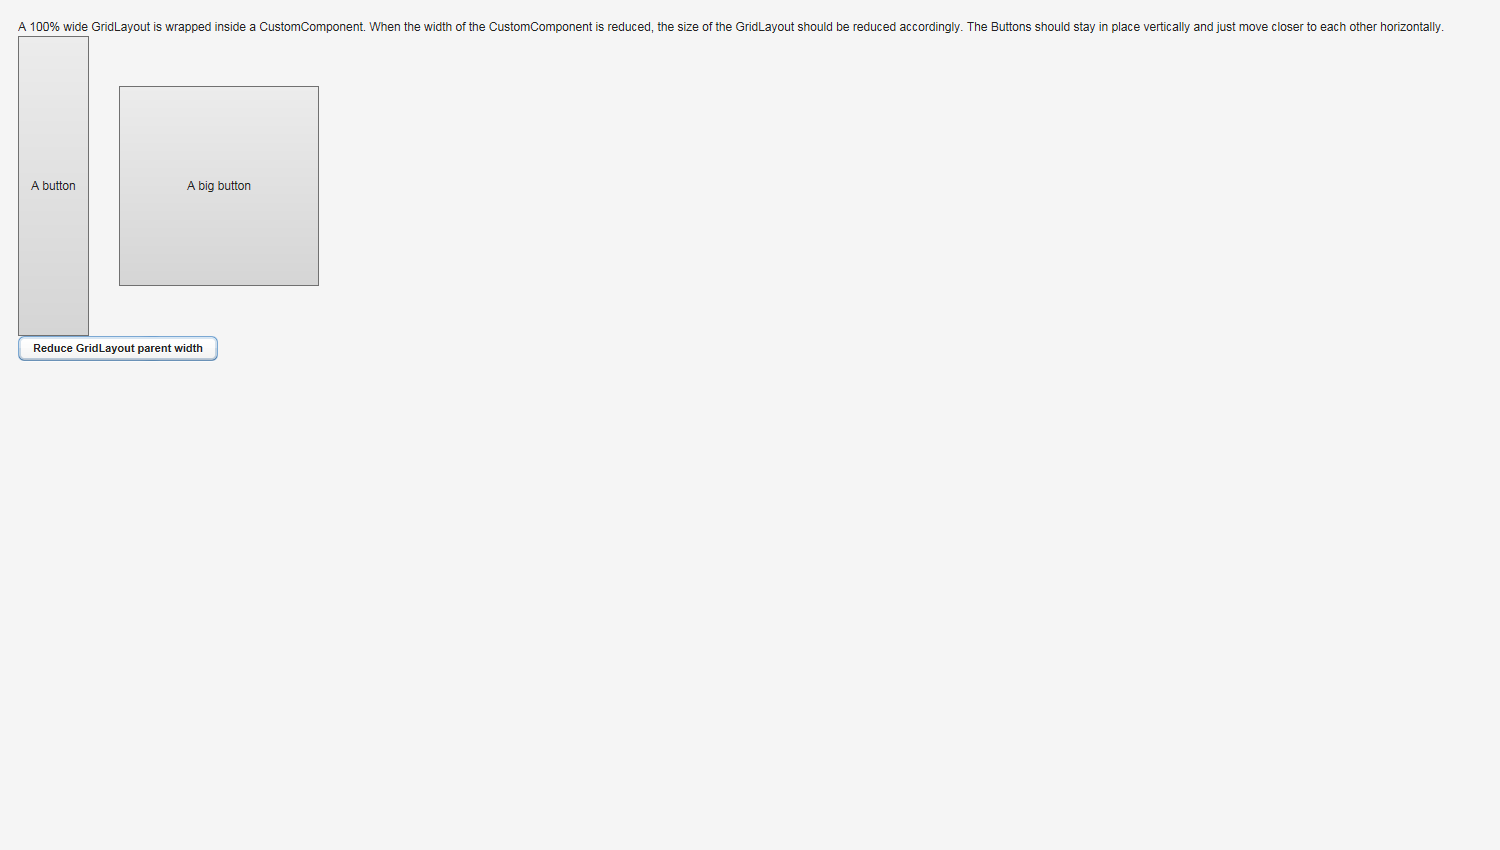 A 100% wide GridLayout is wrapped inside a CustomComponent. When the width of the CustomComponent is reduced, the size of the GridLayout should be reduced accordingly. The Buttons should stay in place vertically and just move closer to each other horizontally.
A button
A big button
Reduce GridLayout parent width